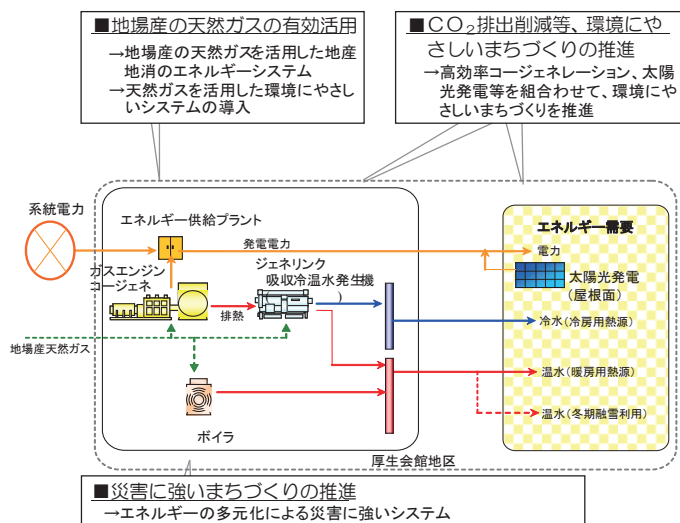 ■地場産の天然ガスの有効活用
→地場産の天然ガスを活用した地産
地消のエネルギーシステム
→天然ガスを活用した環境にやさし
いシステムの導入
■CO₂排出削減等、環境にや
さしいまちづくりの推進
→高効率コージェネレーション、太陽
光発電等を組合わせて、環境にや
さしいまちづくりを推進
系統電力
エネルギー供給プラント
エネルギー需要
発電電力
電力
ガスエンジン
コージェネ
ジェネリンク
吸収冷温水発生機
)
太陽光発電
(屋根面)
排熱
冷水(冷房用熱源)
地場産天然ガス
温水(暖房用熱源)
温水(冬期融雪利用)
ボイラ
厚生会館地区
■災害に強いまちづくりの推進
→エネルギーの多元化による災害に強いシステム